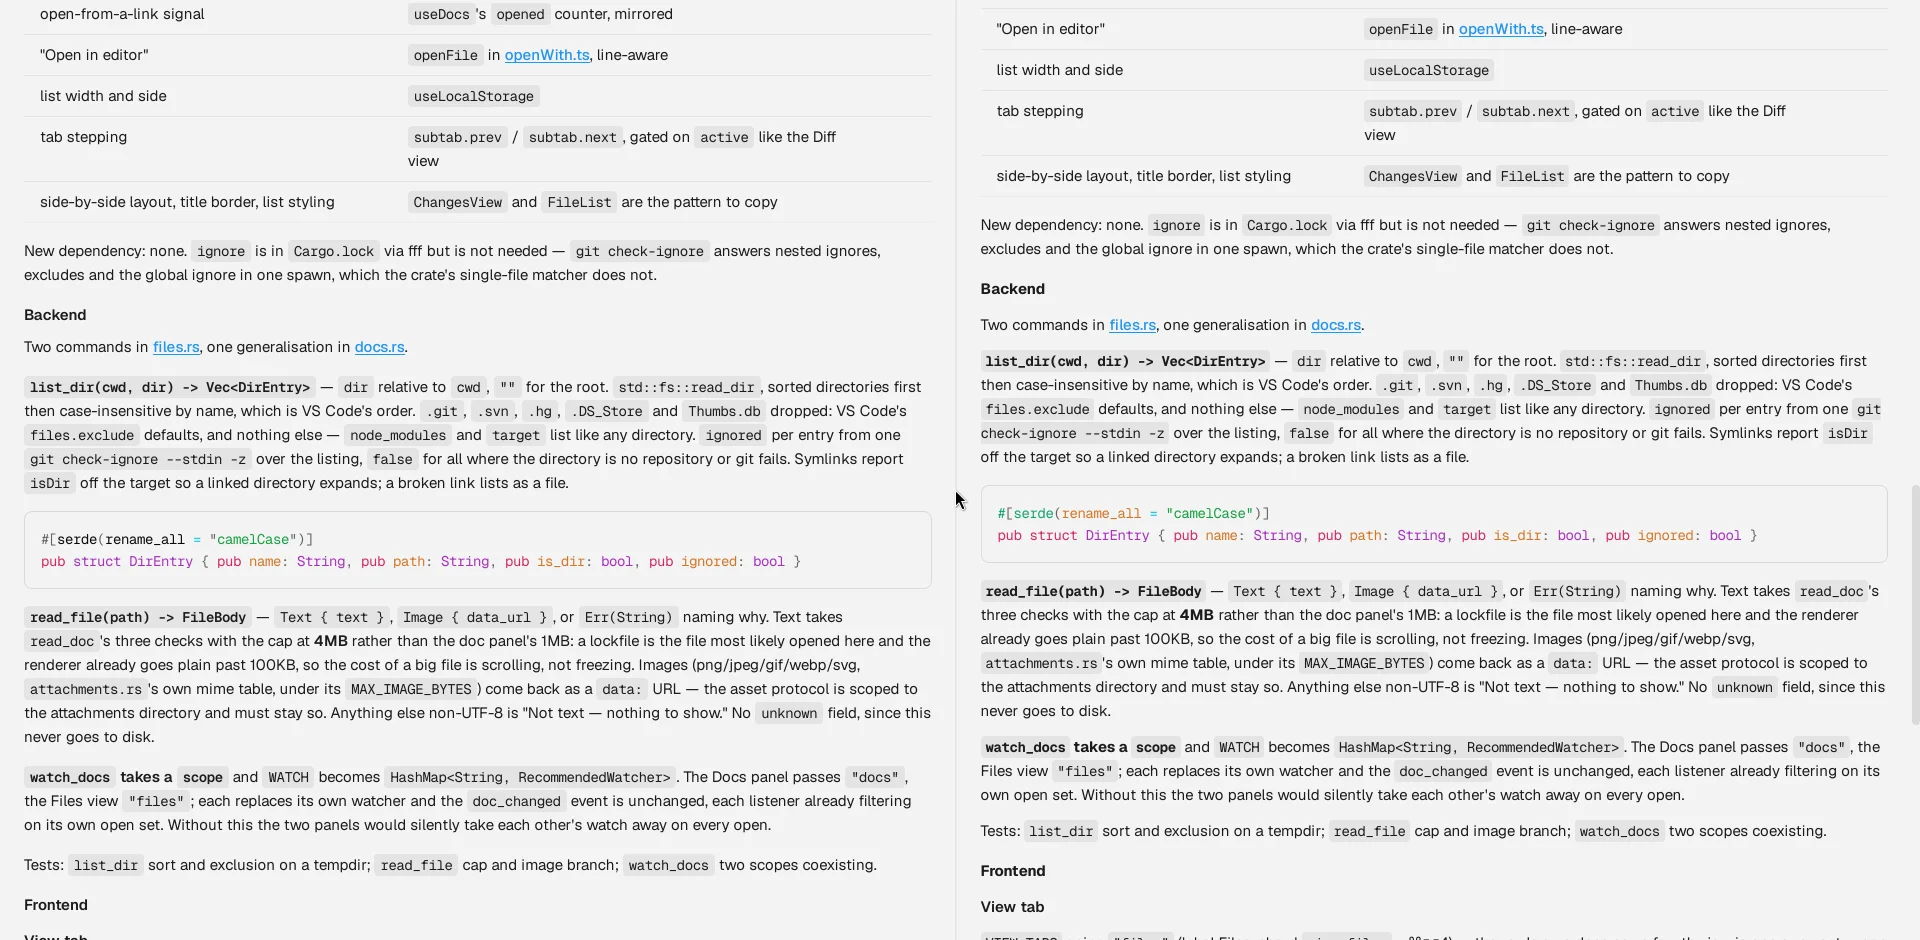 open-from-a-link signal useDocs 's opened counter, mirrored
"Open in editor" openFile in openWith.ts, line-aware
list width and side useLocalStorage
tab stepping subtab.prev / subtab.next , gated on active like the Diff
view
side-by-side layout, title border, list styling ChangesView and FileList are the pattern to copy
New dependency: none. ignore is in Cargo.lock via fff but is not needed — git check-ignore answers nested ignores,
excludes and the global ignore in one spawn, which the crate's single-file matcher does not.
Backend
Two commands in files.rs, one generalisation in docs.rs.
list_dir(cwd, dir) -> Vec<DirEntry> — dir relative to cwd , "" for the root. std::fs::read_dir , sorted directories first
then case-insensitive by name, which is VS Code's order. .git , .svn , .hg , .DS_Store and Thumbs.db dropped: VS Code's
files.exclude defaults, and nothing else — node_modules and target list like any directory. ignored per entry from one
git check-ignore --stdin -z over the listing, false for all where the directory is no repository or git fails. Symlinks report
isDir off the target so a linked directory expands; a broken link lists as a file.
#[serde(rename_all = "camelCase")]
pub struct DirEntry { pub name: String, pub path: String, pub is_dir: bool, pub ignored: bool }
read_file(path) -> FileBody — Text { text } , Image { data_url } , or Err(String) naming why. Text takes
read_doc 's three checks with the cap at 4MB rather than the doc panel's 1MB: a lockfile is the file most likely opened here and the
renderer already goes plain past 100KB, so the cost of a big file is scrolling, not freezing. Images (png/jpeg/gif/webp/svg,
attachments.rs 's own mime table, under its MAX_IMAGE_BYTES ) come back as a data: URL — the asset protocol is scoped to
the attachments directory and must stay so. Anything else non-UTF-8 is "Not text — nothing to show." No unknown field, since this
never goes to disk.
watch_docs takes a scope and WATCH becomes HashMap<String, RecommendedWatcher> . The Docs panel passes "docs" ,
the Files view "files" ; each replaces its own watcher and the doc_changed event is unchanged, each listener already filtering
on its own open set. Without this the two panels would silently take each other's watch away on every open.
Tests: list_dir sort and exclusion on a tempdir; read_file cap and image branch; watch_docs two scopes coexisting.
Frontend
View tab
"Open in editor" openFile in openWith.ts, line-aware
list width and side useLocalStorage
tab stepping subtab.prev / subtab.next , gated on active like the Diff
view
side-by-side layout, title border, list styling ChangesView and FileList are the pattern to copy
New dependency: none. ignore is in Cargo.lock via fff but is not needed — git check-ignore answers nested ignores,
excludes and the global ignore in one spawn, which the crate's single-file matcher does not.
Backend
Two commands in files.rs, one generalisation in docs.rs.
list_dir(cwd, dir) -> Vec<DirEntry> — dir relative to cwd , "" for the root. std::fs::read_dir , sorted directories first
then case-insensitive by name, which is VS Code's order. .git , .svn , .hg , .DS_Store and Thumbs.db dropped: VS Code's
files.exclude defaults, and nothing else — node_modules and target list like any directory. ignored per entry from one git
check-ignore --stdin -z over the listing, false for all where the directory is no repository or git fails. Symlinks report isDir
off the target so a linked directory expands; a broken link lists as a file.
#[serde(rename_all = "camelCase")]
pub struct DirEntry { pub name: String, pub path: String, pub is_dir: bool, pub ignored: bool }
read_file(path) -> FileBody — Text { text } , Image { data_url } , or Err(String) naming why. Text takes read_doc 's
three checks with the cap at 4MB rather than the doc panel's 1MB: a lockfile is the file most likely opened here and the renderer
already goes plain past 100KB, so the cost of a big file is scrolling, not freezing. Images (png/jpeg/gif/webp/svg,
attachments.rs 's own mime table, under its MAX_IMAGE_BYTES ) come back as a data: URL — the asset protocol is scoped to
the attachments directory and must stay so. Anything else non-UTF-8 is "Not text — nothing to show." No unknown field, since this
never goes to disk.
watch_docs takes a scope and WATCH becomes HashMap<String, RecommendedWatcher> . The Docs panel passes "docs" , the
Files view "files" ; each replaces its own watcher and the doc_changed event is unchanged, each listener already filtering on its
own open set. Without this the two panels would silently take each other's watch away on every open.
Tests: list_dir sort and exclusion on a tempdir; read_file cap and image branch; watch_docs two scopes coexisting.
Frontend
View tab